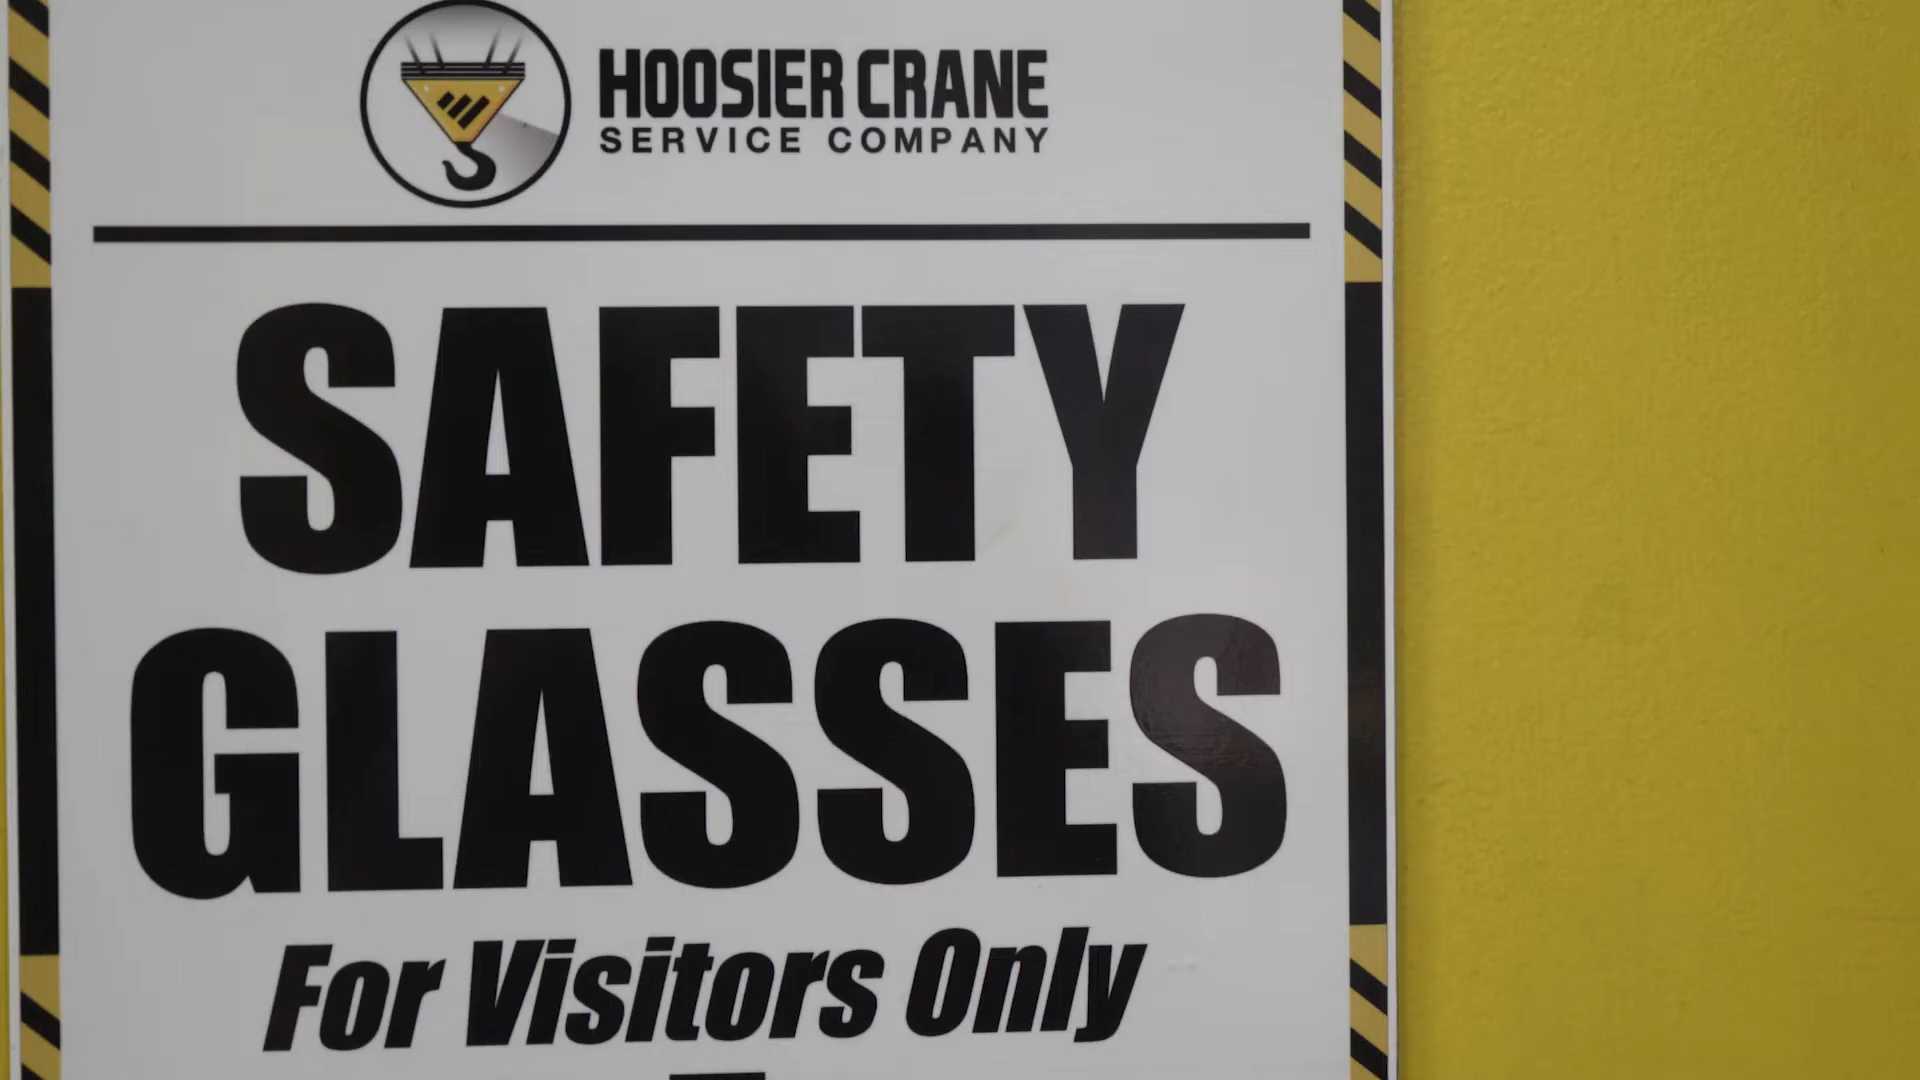 HOOSIER CRANE
SERVICE COMPANY
SAFETY
GLASSES
For Visitors Only